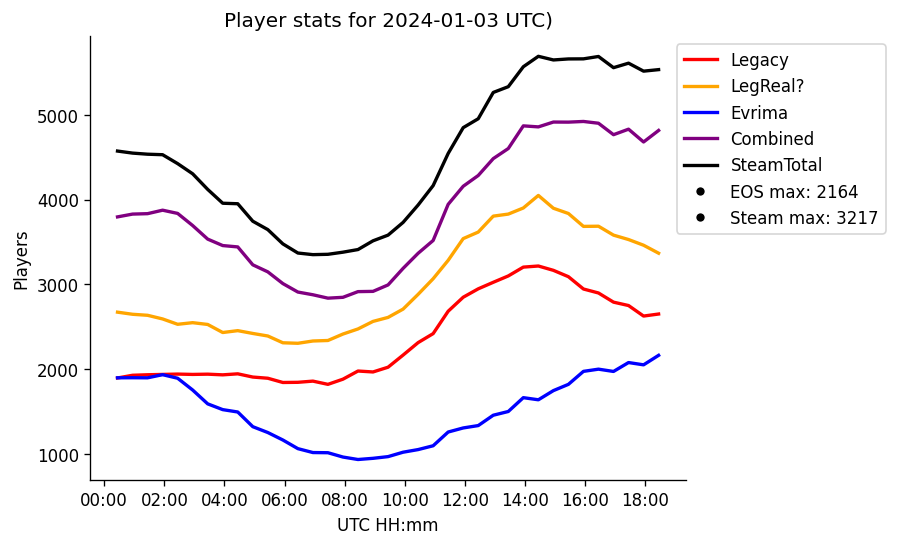 Player stats for 2024-01-03 UTC)
Legacy
LegReal?
Evrima
Combined
SteamTotal
EOS max: 2164
Steam max: 3217
Players
5000
4000
3000
2000
1000
00:00 02:00 04:00 06:00 08:00 10:00 12:00 14:00 16:00 18:00
UTC HH:mm